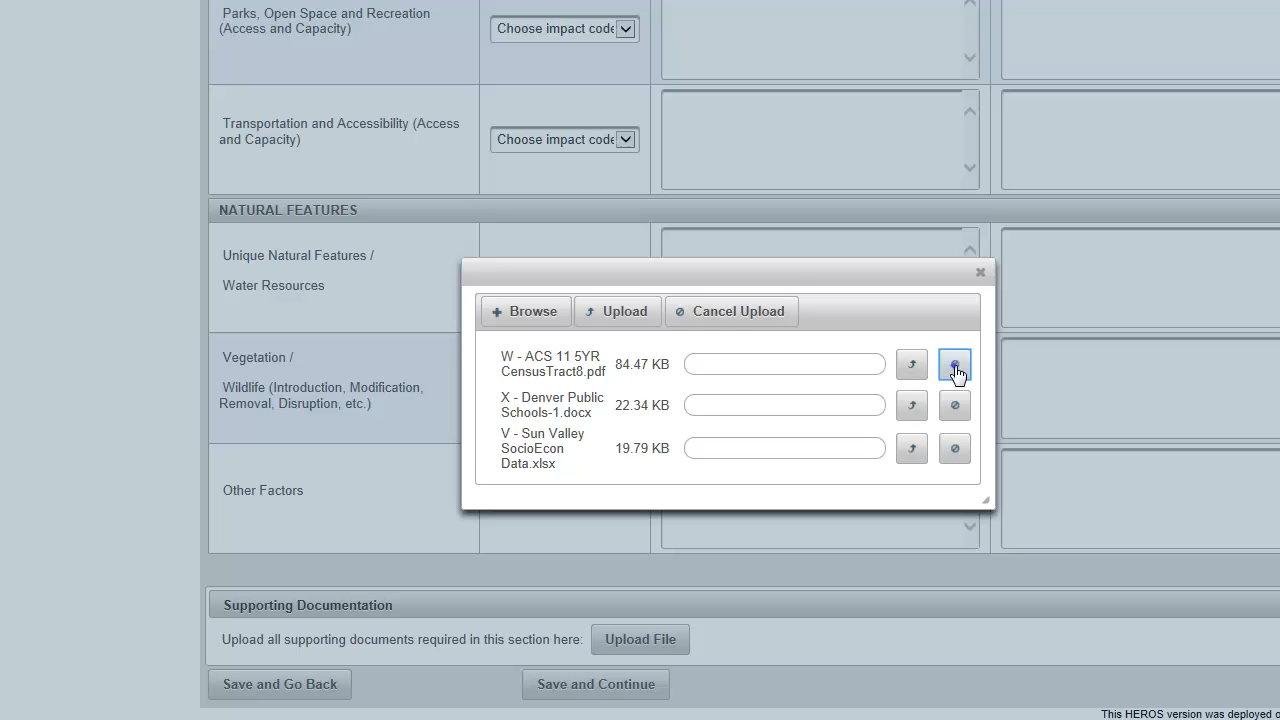 Parks, Open Space and Recreation
(Access and Capacity)
Choose impact code
Transportation and Accessibility (Access
and Capacity)
Choose impact code
NATURAL FEATURES
Unique Natural Features /
Water Resources
Browse
Upload
Cancel Upload
W - ACS 11 5YR
CensusTract8.pdf
84.47 KB
Vegetation /
Wildlife (Introduction, Modification,
Removal, Disruption, etc.)
X - Denver Public
Schools-1.docx
22.34 KB
V - Sun Valley
SocioEcon
Data.xlsx
19.79 KB
Other Factors
Supporting Documentation
Upload all supporting documents required in this section here:
Upload File
Save and Go Back
Save and Continue
This HEROS version was deployed o